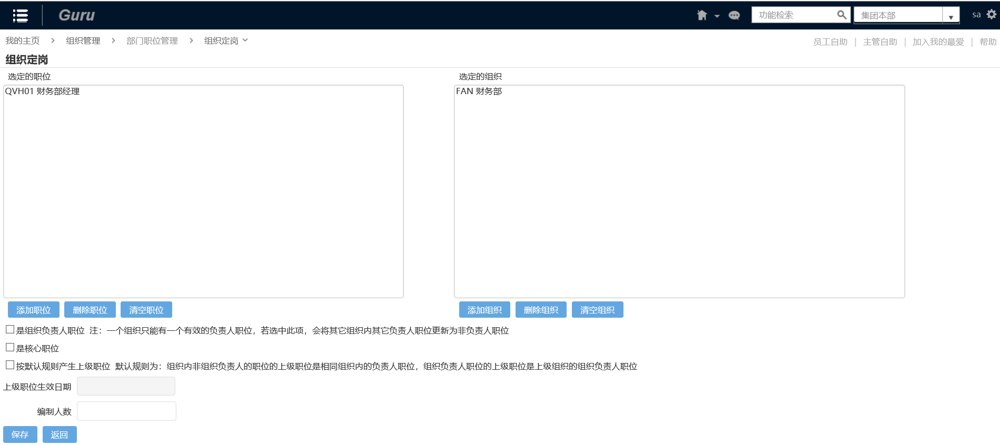 Guru 功能检索 集团本部 sa
我的主页 > 组织管理 > 部门职位管理 > 组织定岗
员工自助 | 主管自助 | 加入我的最爱 | 帮助
组织定岗
选定的职位
QVH01 财务部经理
选定的组织
FAN 财务部
添加职位 删除职位 清空职位
添加组织 删除组织 清空组织
是组织负责人职位 注：一个组织只能有一个有效的负责人职位，若选中此项，会将其它组织内其它负责人职位更新为非负责人职位
是核心职位
按默认规则产生上级职位 默认规则为：组织内非组织负责人的职位的上级职位是相同组织内的负责人职位，组织负责人职位的上级职位是上级组织的组织负责人职位
上级职位生效日期
编制人数
保存 返回